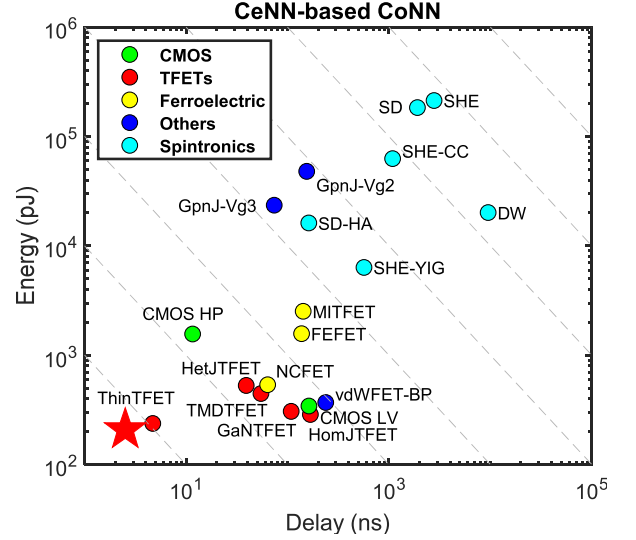 CeNN-based CoNN
10^6
CMOS
TFETs
Ferroelectric
Others
Spintronics
SD
SHE
10^5
SHE-CC
GpnJ-Vg2
GpnJ-Vg3
SD-HA
DW
10^4
SHE-YIG
MITFET
CMOS HP
FEFET
10^3
HetJTFET
NCFET
ThinTFET
vdWFET-BP
TMDTFET
CMOS LV
GaNTFET
HomJTFET
10^2
10^1
10^3
10^5
Energy (pJ)
Delay (ns)